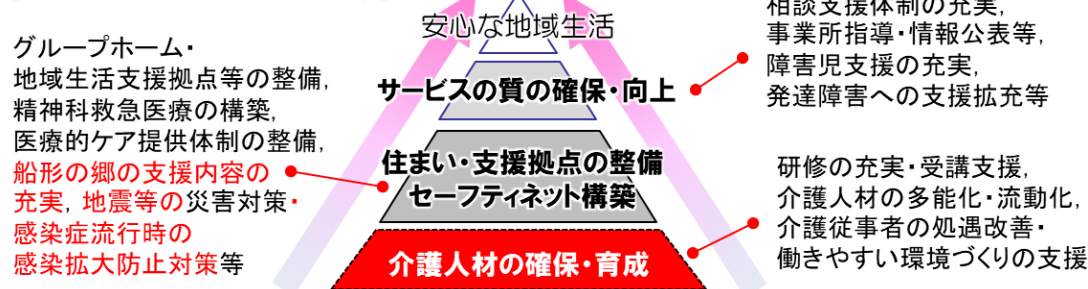 グループホーム・
地域生活支援拠点等の整備,
精神科救急医療の構築,
医療的ケア提供体制の整備,
船形の郷の支援内容の
充実, 地震等の災害対策・
感染症流行時の
感染拡大防止対策等
安心な地域生活
サービスの質の確保・向上
住まい・支援拠点の整備
セーフティネット構築
介護人材の確保・育成
相談支援体制の充実,
事業所指導・情報公表等,
障害児支援の充実,
発達障害への支援拡充等
研修の充実・受講支援,
介護人材の多能化・流動化,
介護従事者の処遇改善・
働きやすい環境づくりの支援